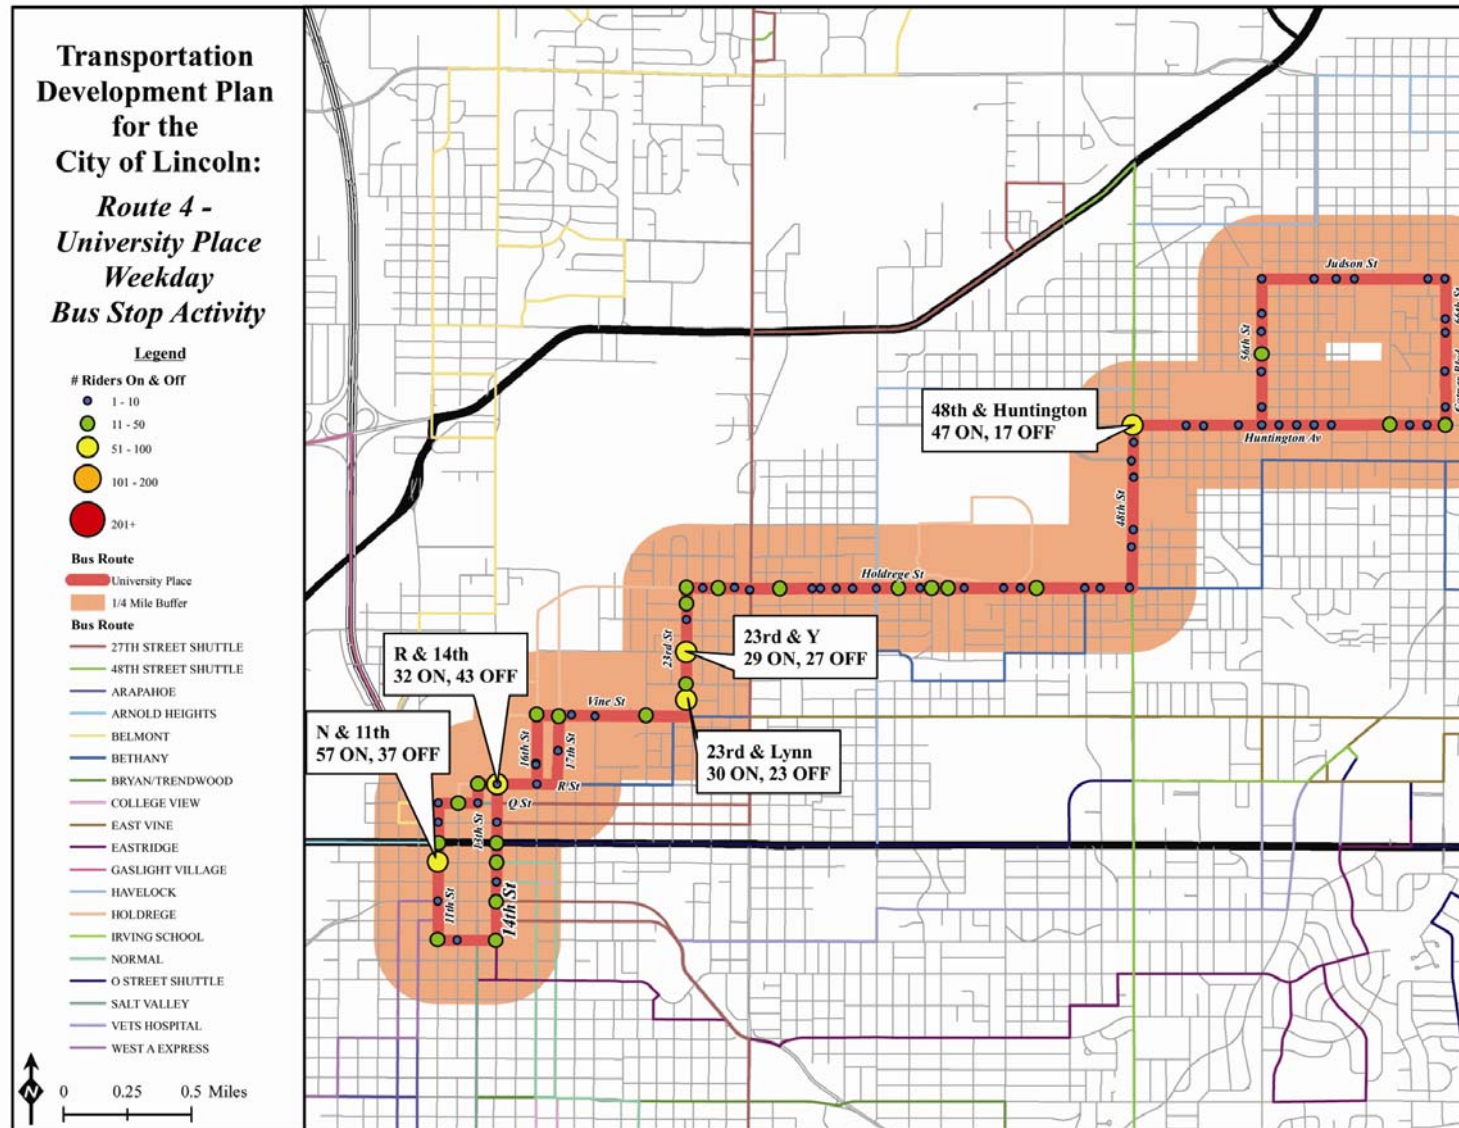 Transportation
Development Plan
for the
City of Lincoln:
Route 4 -
University Place
Weekday
Bus Stop Activity
Legend
# Riders On & Off
1 - 10
11 - 50
51 - 100
101 - 200
201+
Bus Route
University Place
1/4 Mile Buffer
Bus Route
27TH STREET SHUTTLE
48TH STREET SHUTTLE
ARAPAHOE
ARNOLD HEIGHTS
BELMONT
BETHANY
BRYAN/TRENDWOOD
COLLEGE VIEW
EAST VINE
EASTRIDGE
GASLIGHT VILLAGE
HAVELOCK
HOLDREGE
IRVING SCHOOL
NORMAL
O STREET SHUTTLE
SALT VALLEY
VETS HOSPITAL
WEST A EXPRESS
N
0 0.25 0.5 Miles
Judson St
56th St
66th St
48th & Huntington
47 ON, 17 OFF
Huntington Av
48th St
Holdrege St
23rd & Y
29 ON, 27 OFF
23rd St
R & 14th
32 ON, 43 OFF
Vine St
N & 11th
57 ON, 37 OFF
23rd & Lynn
30 ON, 23 OFF
16th St
17th St
R St
Q St
13th St
11th St
14th St